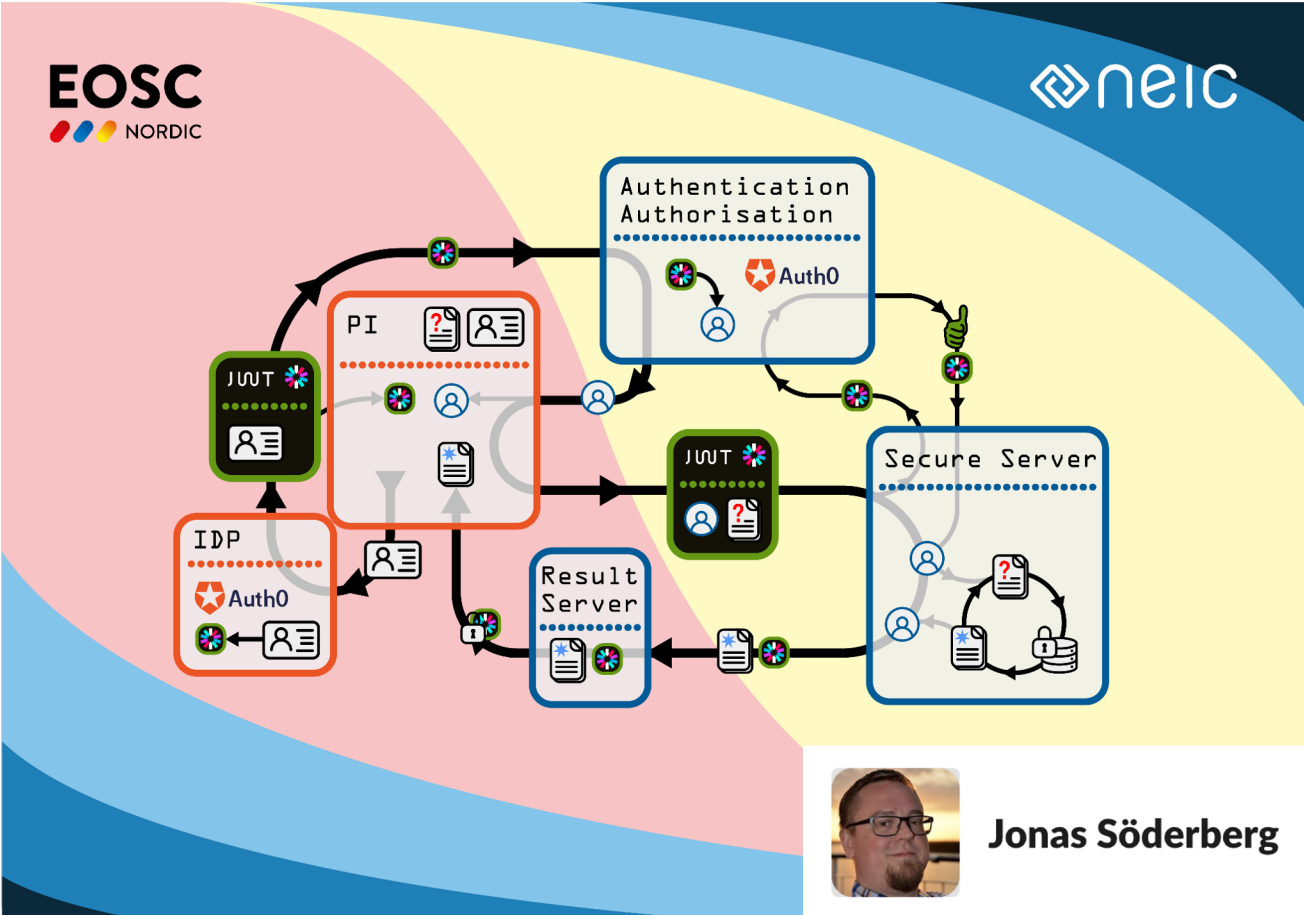 EOSC
NORDIC
neic
Authentication
Authorisation
Auth0
PI
?
JWT
JWT
?
Secure Server
?
IDP
Auth0
Result
Server
Jonas Söderberg